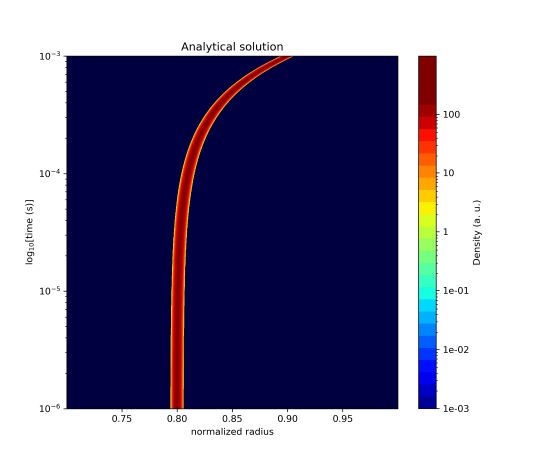 Analytical solution
10⁻³
10⁻⁴
10⁻⁵
10⁻⁶
log₁₀[time (s)]
0.75 0.80 0.85 0.90 0.95
normalized radius
100
10
1
1e-01
1e-02
1e-03
Density (a. u.)